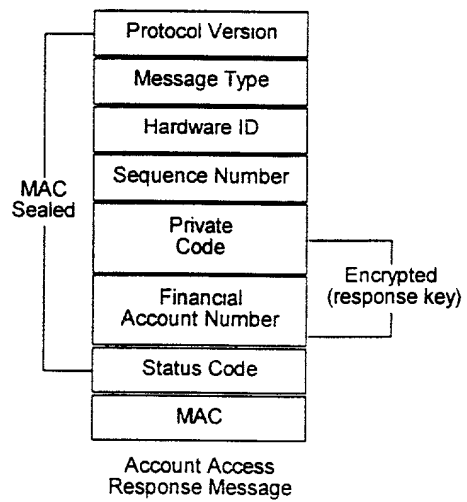 Protocol Version
Message Type
Hardware ID
Sequence Number
MAC
Sealed
Private
Code
Encrypted
(response key)
Financial
Account Number
Status Code
MAC
Account Access
Response Message